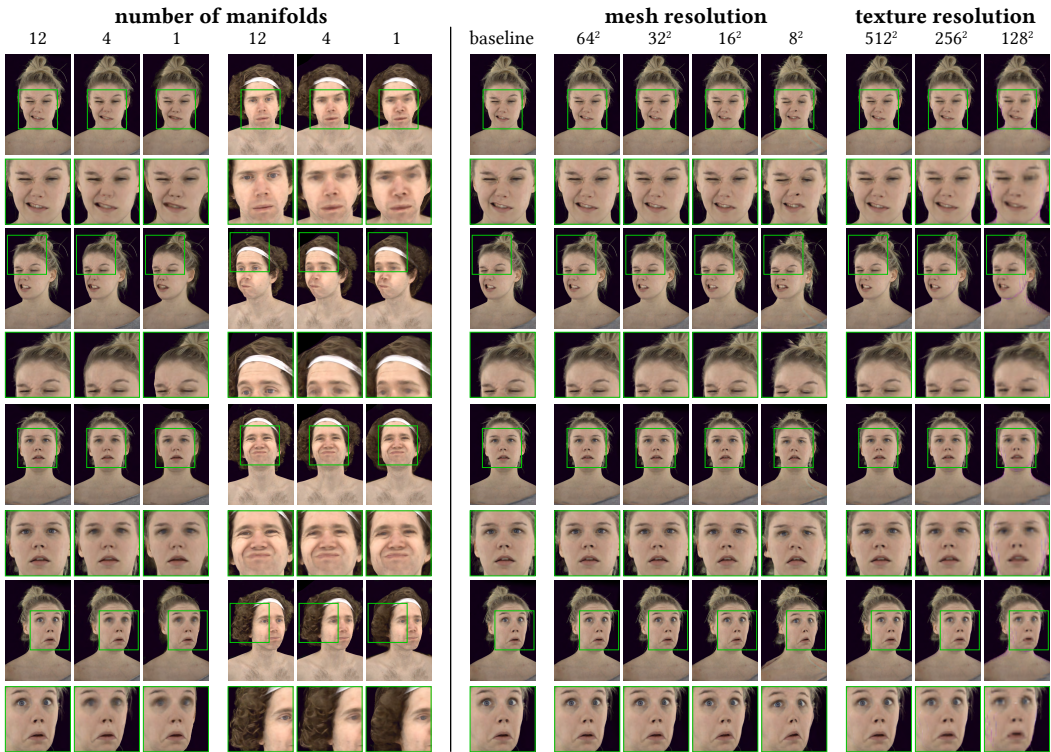 number of manifolds mesh resolution texture resolution
12 4 1 12 4 1 baseline 64² 32² 16² 8² 512² 256² 128²